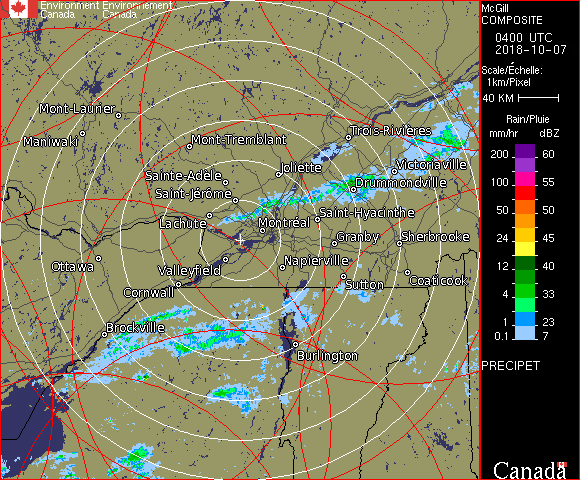 Environment Environnement
Canada Canada
McGill
COMPOSITE
0400 UTC
2018-10-07
Scale/Échelle:
1km/Pixel
40 KM
Rain/Pluie
mm/hr dBZ
200 60
100 55
50 50
24 45
12 40
4 33
1 23
0.1 7
PRECIPET
Canada
Mont-Laurier
Maniwaki
Mont-Tremblant
Trois-Rivières
Joliette
Victoriaville
Sainte-Adèle
Drummondville
Saint-Jérôme
Lachute
Saint-Hyacinthe
Montréal
Granby
Sherbrooke
Ottawa
Valleyfield
Napierville
Cornwall
Sutton
Coaticook
Brockville
Burlington